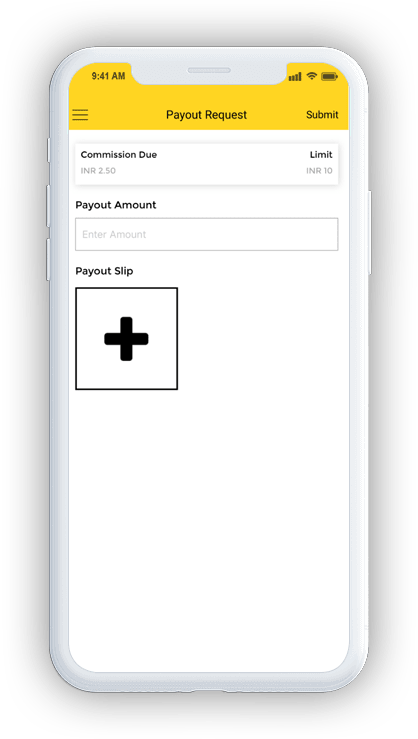 9:41 AM
Payout Request Submit
Commission Due Limit
INR 2.50 INR 10
Payout Amount
Enter Amount
Payout Slip